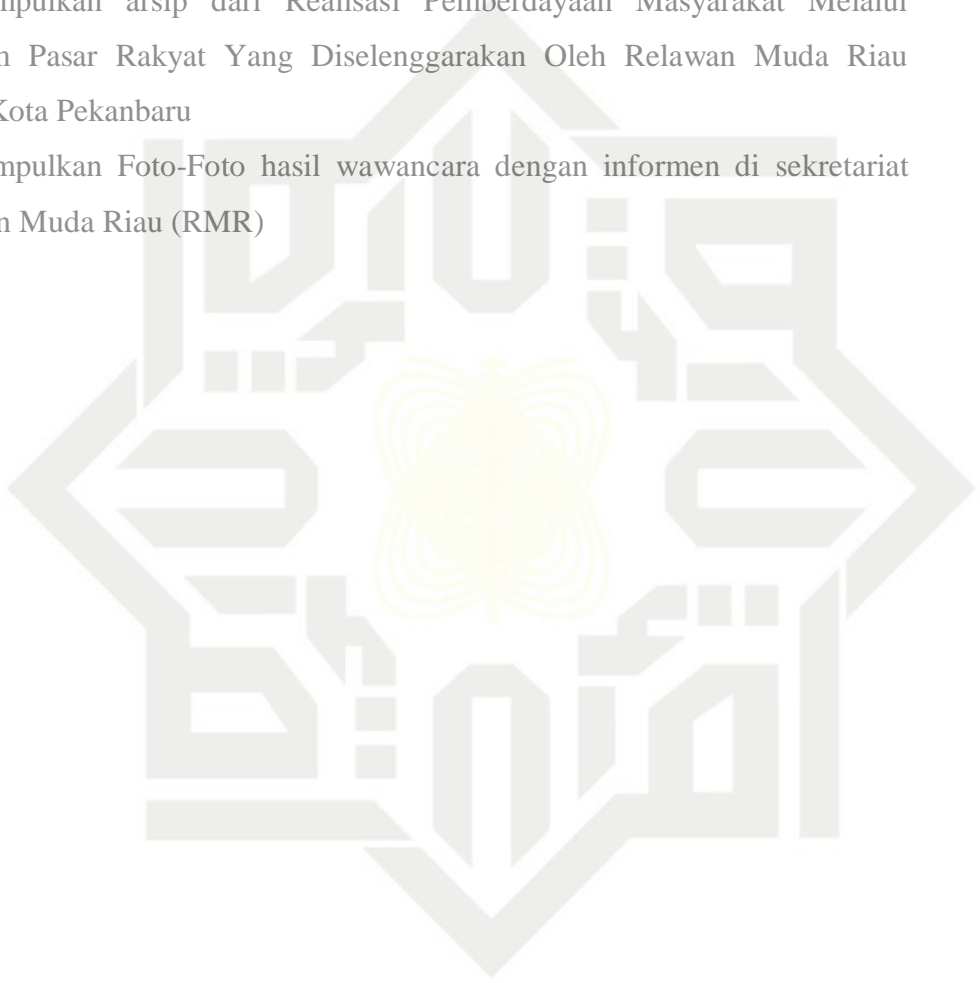 mpulkan arsip dari Realisasi Pemberdayaan Masyarakat Melalui
n Pasar Rakyat Yang Diselenggarakan Oleh Relawan Muda Riau
Kota Pekanbaru
mpulkan Foto-Foto hasil wawancara dengan informen di sekretariat
n Muda Riau (RMR)